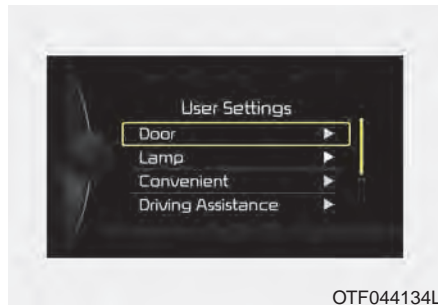 User Settings
Door
Lamp
Convenient
Driving Assistance
OTF044134L